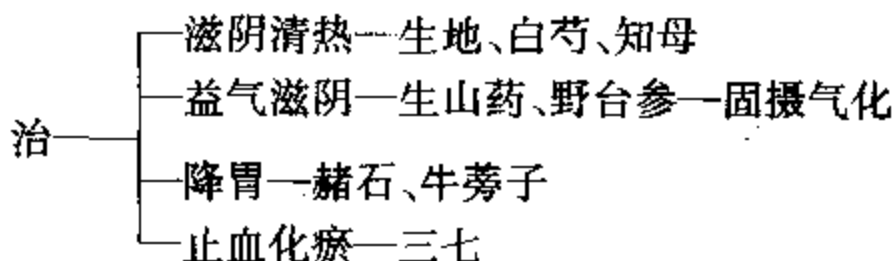 滋阴清热—生地、白芍、知母
益气滋阴—生山药、野台参—固摄气化
治
降胃—赭石、牛蒡子
止血化瘀—三七